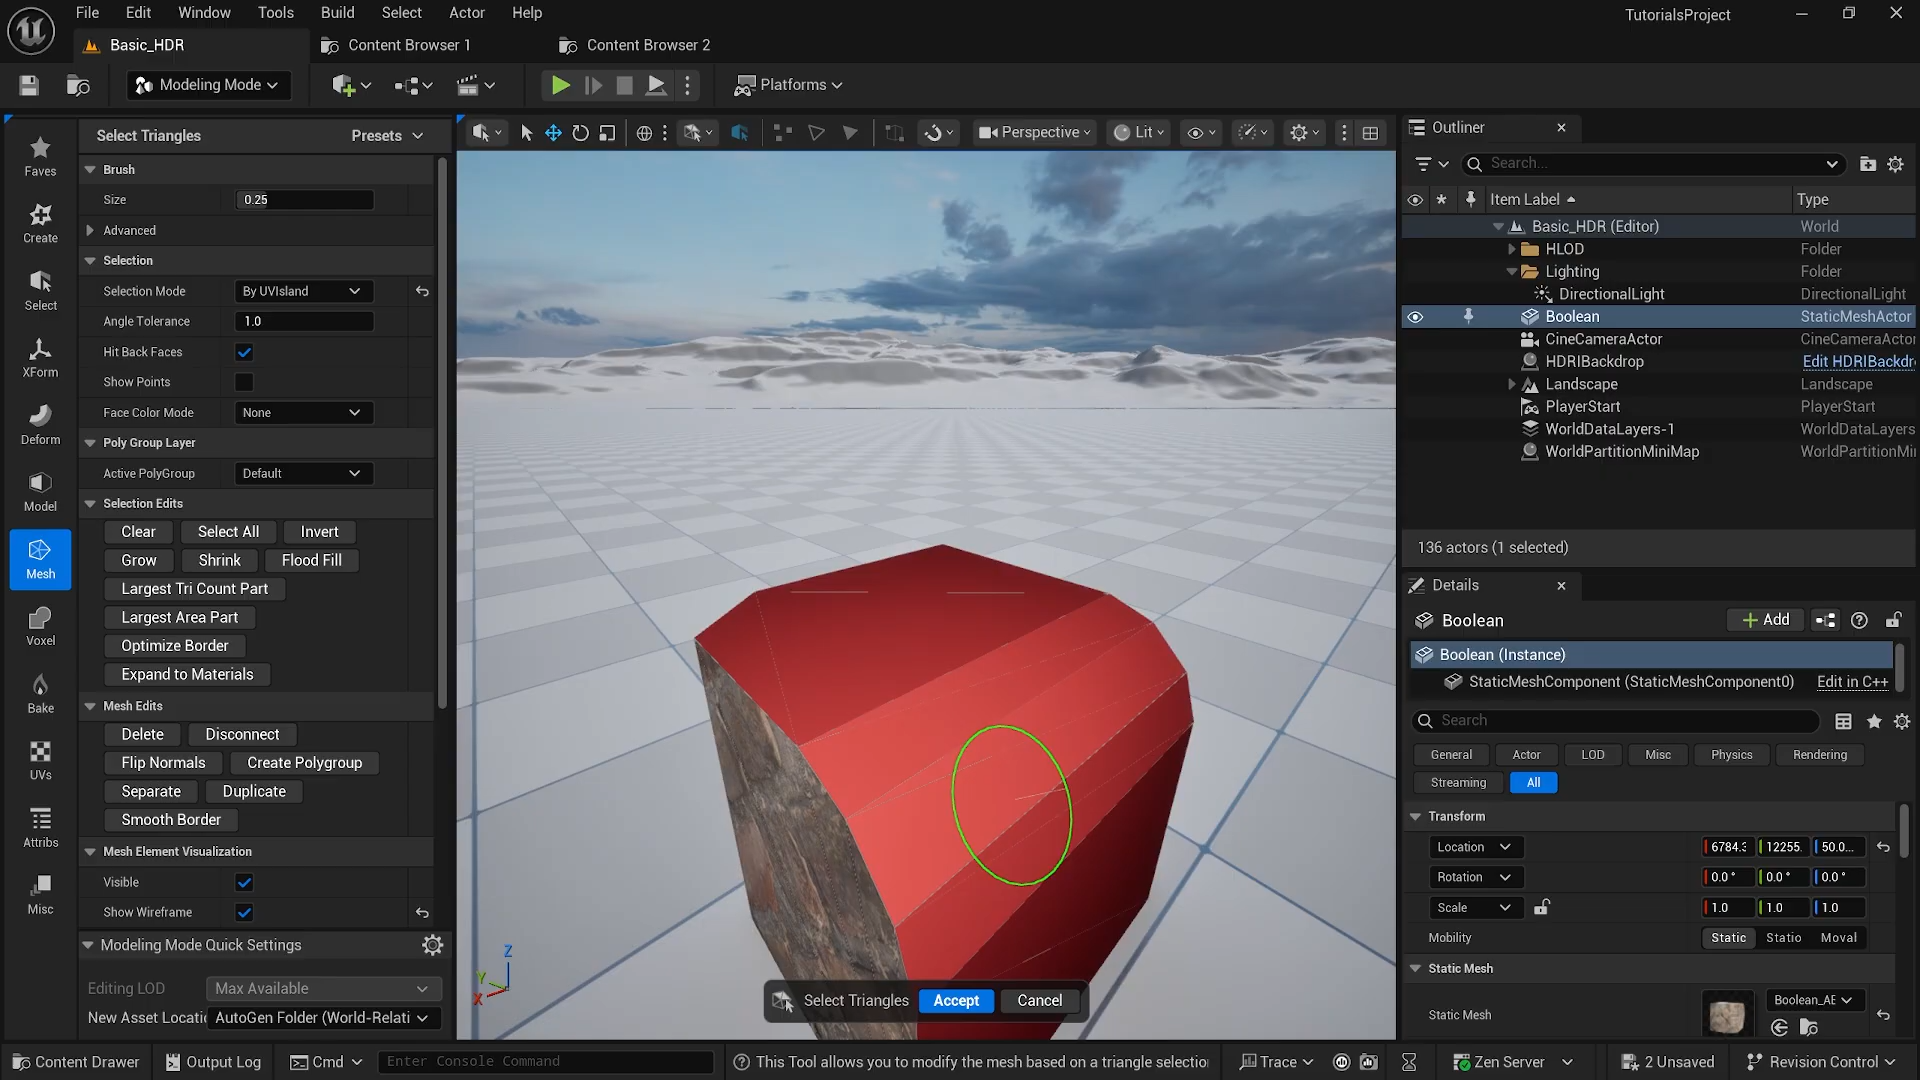 File Edit Window Tools Build Select Actor Help TutorialsProject
Basic_HDR Content Browser 1 Content Browser 2
Modeling Mode Platforms
Select Triangles Presets
Perspective Lit
Outliner
Faves
Create
Select
XForm
Deform
Model
Mesh
Voxel
Bake
UVs
Attribs
Misc
Brush
Size 0.25
Advanced
Selection
Selection Mode By UVIsland
Angle Tolerance 1.0
Hit Back Faces
Show Points
Face Color Mode None
Poly Group Layer
Active PolyGroup Default
Selection Edits
Clear Select All Invert
Grow Shrink Flood Fill
Largest Tri Count Part
Largest Area Part
Optimize Border
Expand to Materials
Mesh Edits
Delete Disconnect
Flip Normals Create Polygroup
Separate Duplicate
Smooth Border
Mesh Element Visualization
Visible
Show Wireframe
Modeling Mode Quick Settings
Editing LOD Max Available
New Asset Locatic AutoGen Folder (World-Relati
Z
Y
X
Select Triangles Accept Cancel
Search...
Item Label Type
Basic_HDR (Editor) World
HLOD Folder
Lighting Folder
DirectionalLight DirectionalLight
Boolean StaticMeshActor
CineCameraActor CineCameraActor
HDRIBackdrop Edit HDRIBackdr
Landscape Landscape
PlayerStart PlayerStart
WorldDataLayers-1 WorldDataLayers
WorldPartitionMiniMap WorldPartitionMi
136 actors (1 selected)
Details
Boolean Add
Boolean (Instance)
StaticMeshComponent (StaticMeshComponent0) Edit in C++
Search
General Actor LOD Misc Physics Rendering
Streaming All
Transform
Location 6784.3 12255. 50.0...
Rotation 0.0° 0.0° 0.0°
Scale 1.0 1.0 1.0
Mobility Static Statio Moval
Static Mesh
Static Mesh Boolean_AE
Content Drawer Output Log Cmd Enter Console Command This Tool allows you to modify the mesh based on a triangle selectio Trace Zen Server 2 Unsaved Revision Control